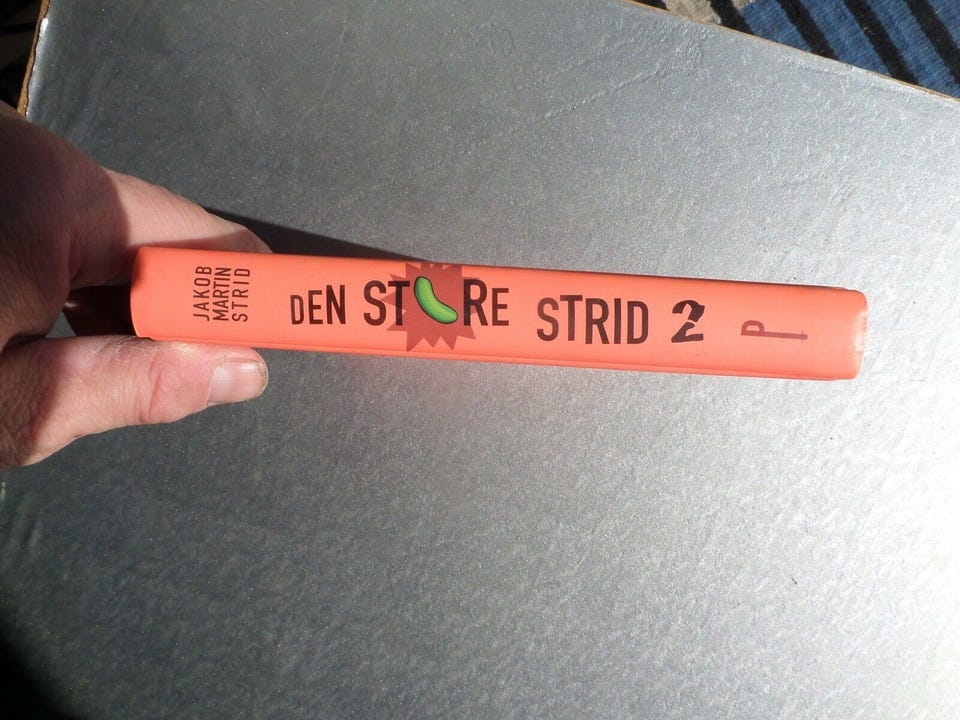 JAKOB
MARTIN
STRID
DEN STORE STRID 2
P